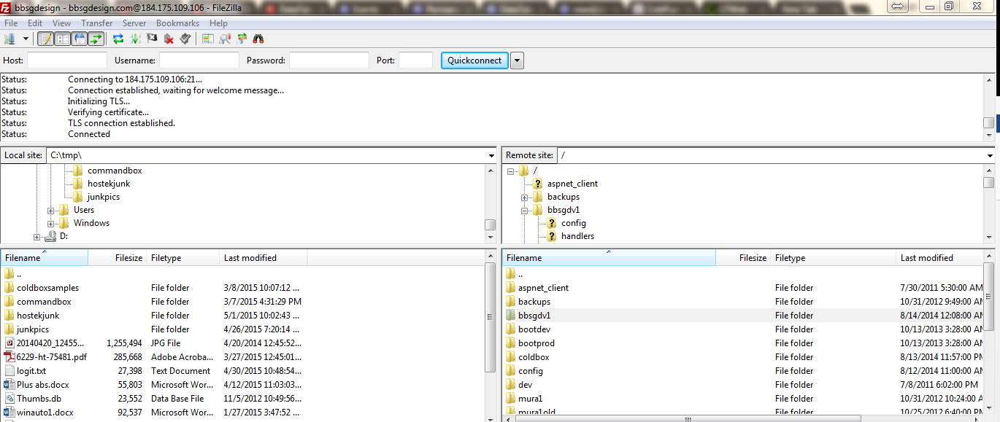 bbsgdesign - bbsgdesign.com@184.175.109.106 - FileZilla
File Edit View Transfer Server Bookmarks Help
Host: Username: Password: Port: Quickconnect
Status: Connecting to 184.175.109.106:21...
Status: Connection established, waiting for welcome message...
Status: Initializing TLS...
Status: Verifying certificate...
Status: TLS connection established.
Status: Connected
Local site: C:\tmp\
commandbox
hostekjunk
junkpics
Users
Windows
D:
Remote site: /
/
aspnet_client
backups
bbsgdv1
config
handlers
Filename Filesize Filetype Last modified
..
coldboxsamples File folder 3/8/2015 10:07:12 ...
commandbox File folder 3/7/2015 4:31:29 PM
hostekjunk File folder 5/1/2015 10:02:43 ...
junkpics File folder 4/26/2015 7:20:14 ...
20140420_12455... 1,255,494 JPG File 4/20/2014 12:45:52...
6229-ht-75481.pdf 285,668 Adobe Acroba... 3/27/2015 12:45:01...
logit.txt 27,398 Text Document 4/30/2015 10:48:54...
Plus abs.docx 55,803 Microsoft Wor... 4/12/2015 11:03:03...
Thumbs.db 23,552 Data Base File 11/5/2012 10:49:56...
winauto1.docx 92,537 Microsoft Wor... 1/27/2015 3:47:52 ...
Filename Filesize Filetype Last modified
..
aspnet_client File folder 7/30/2011 5:30:00 AM
backups File folder 10/31/2012 9:49:00 AM
bbsgdv1 File folder 8/14/2014 12:08:00 AM
bootdev File folder 10/13/2013 3:28:00 AM
bootprod File folder 10/13/2013 3:28:00 AM
coldbox File folder 8/13/2014 11:57:00 PM
config File folder 8/12/2014 11:00:00 AM
dev File folder 7/8/2011 6:02:00 PM
mura1 File folder 10/31/2012 10:24:00 A
mura1old File folder 10/25/2012 6:40:00 PM